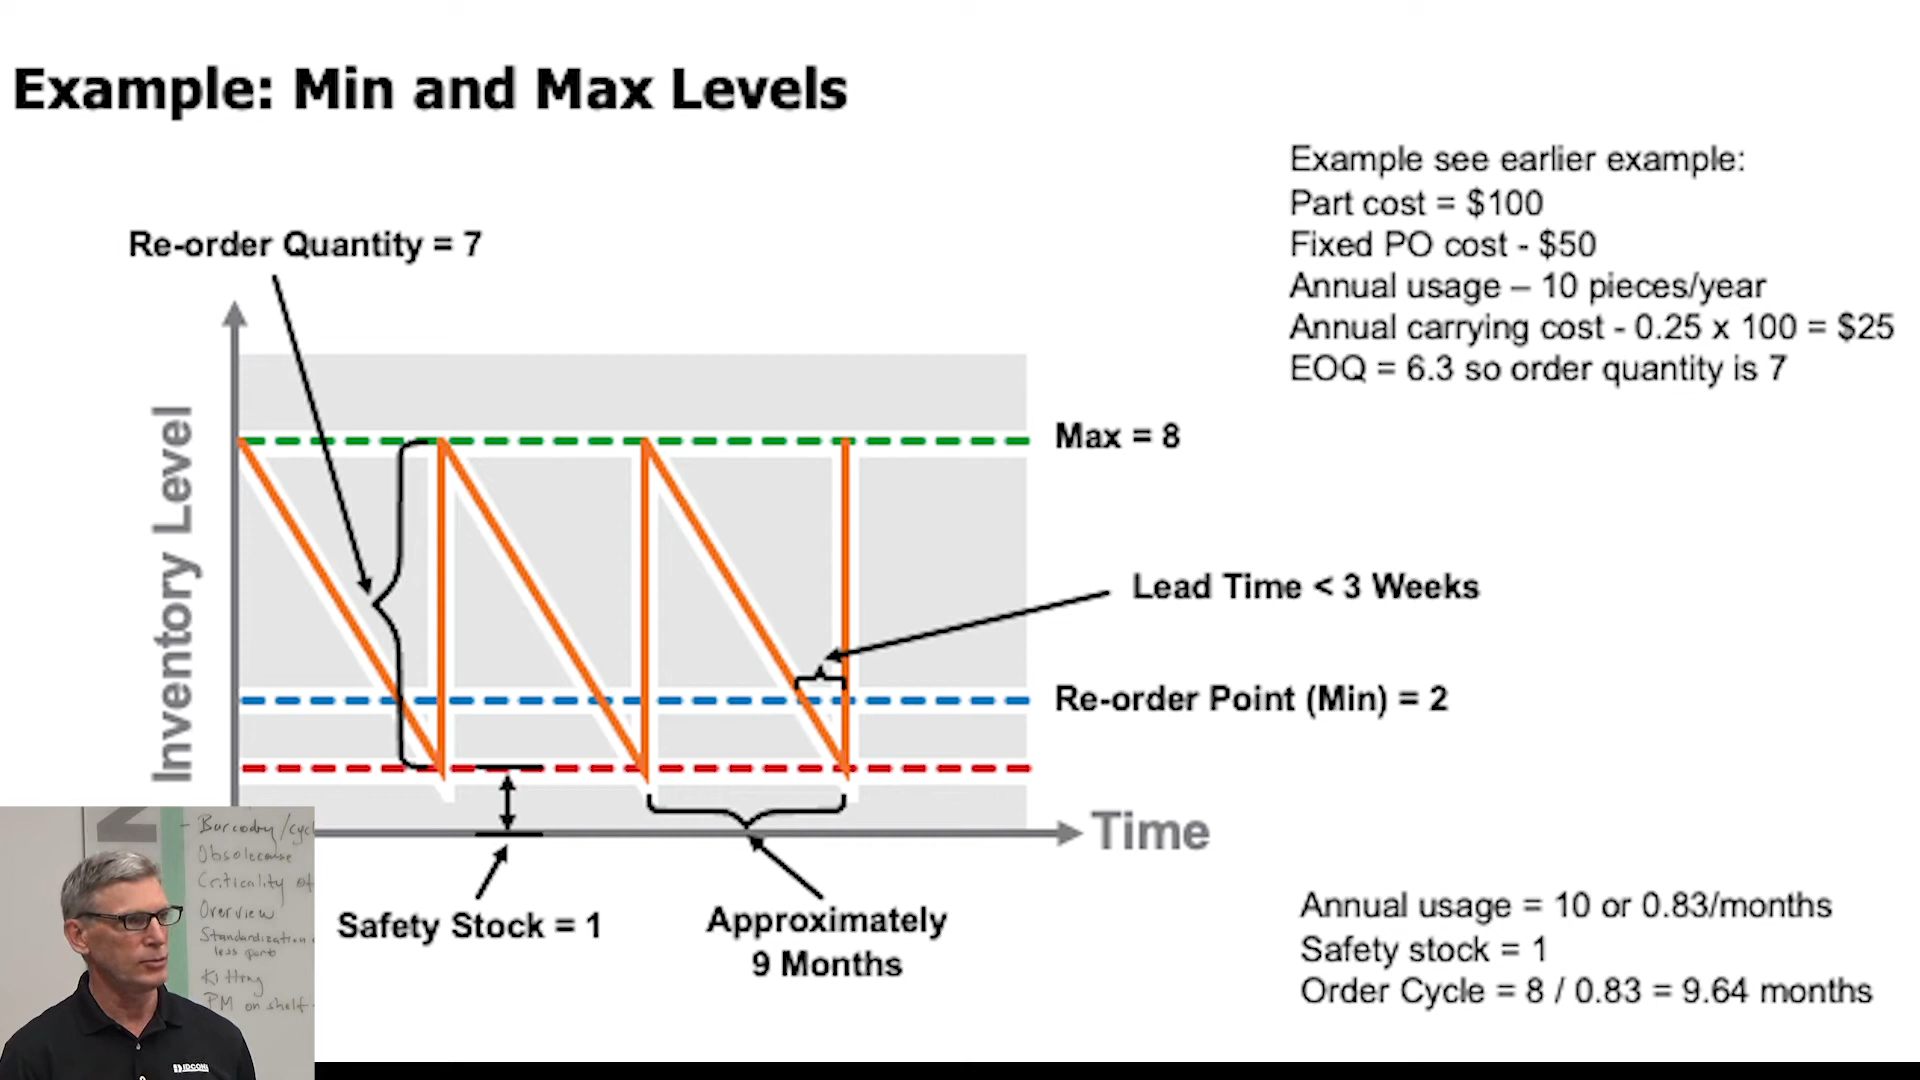 Example: Min and Max Levels
Example see earlier example:
Part cost = $100
Fixed PO cost - $50
Annual usage – 10 pieces/year
Annual carrying cost - 0.25 x 100 = $25
EOQ = 6.3 so order quantity is 7
Re-order Quantity = 7
Inventory Level
Max = 8
Lead Time < 3 Weeks
Re-order Point (Min) = 2
Time
Safety Stock = 1
Approximately
9 Months
Annual usage = 10 or 0.83/months
Safety stock = 1
Order Cycle = 8 / 0.83 = 9.64 months
Criticality of
Overview
Standardization
less parts
Kitting
PM on shelf
IDCON